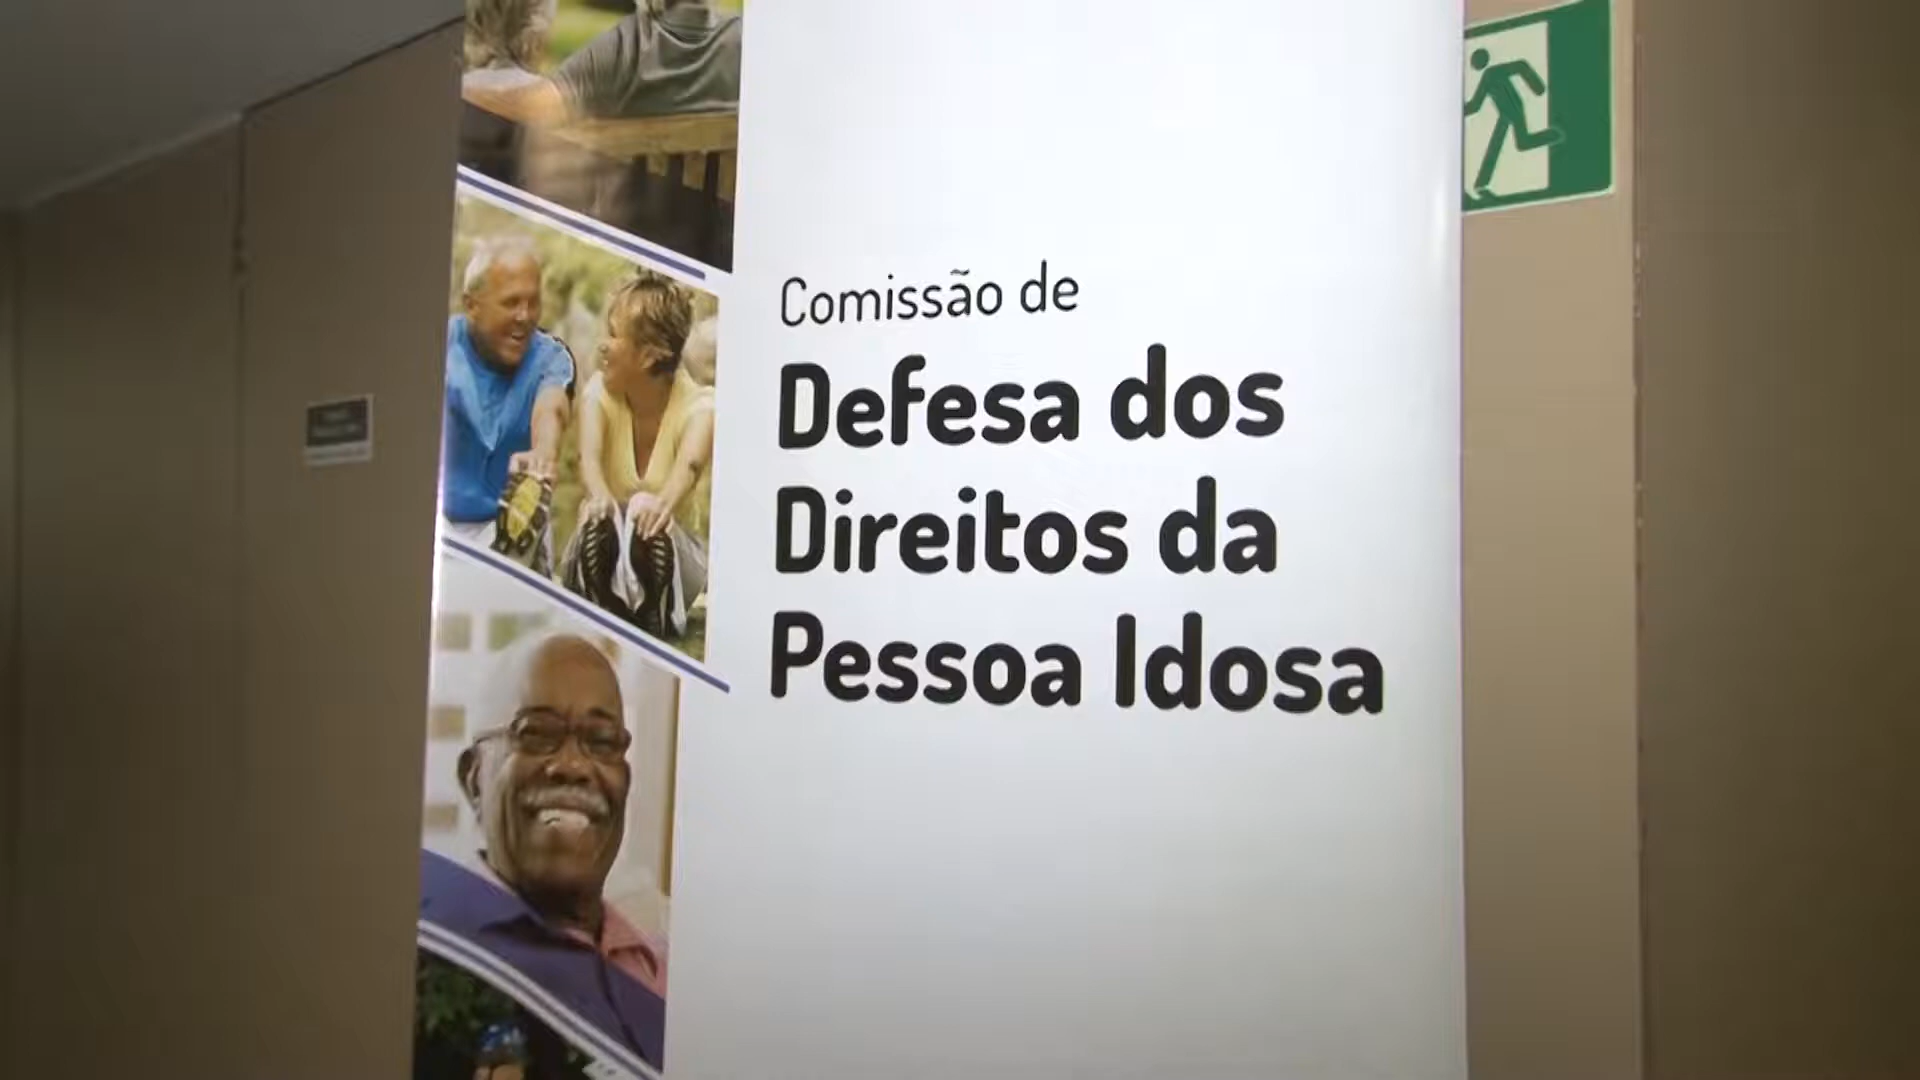 Comissão de
Defesa dos
Direitos da
Pessoa Idosa